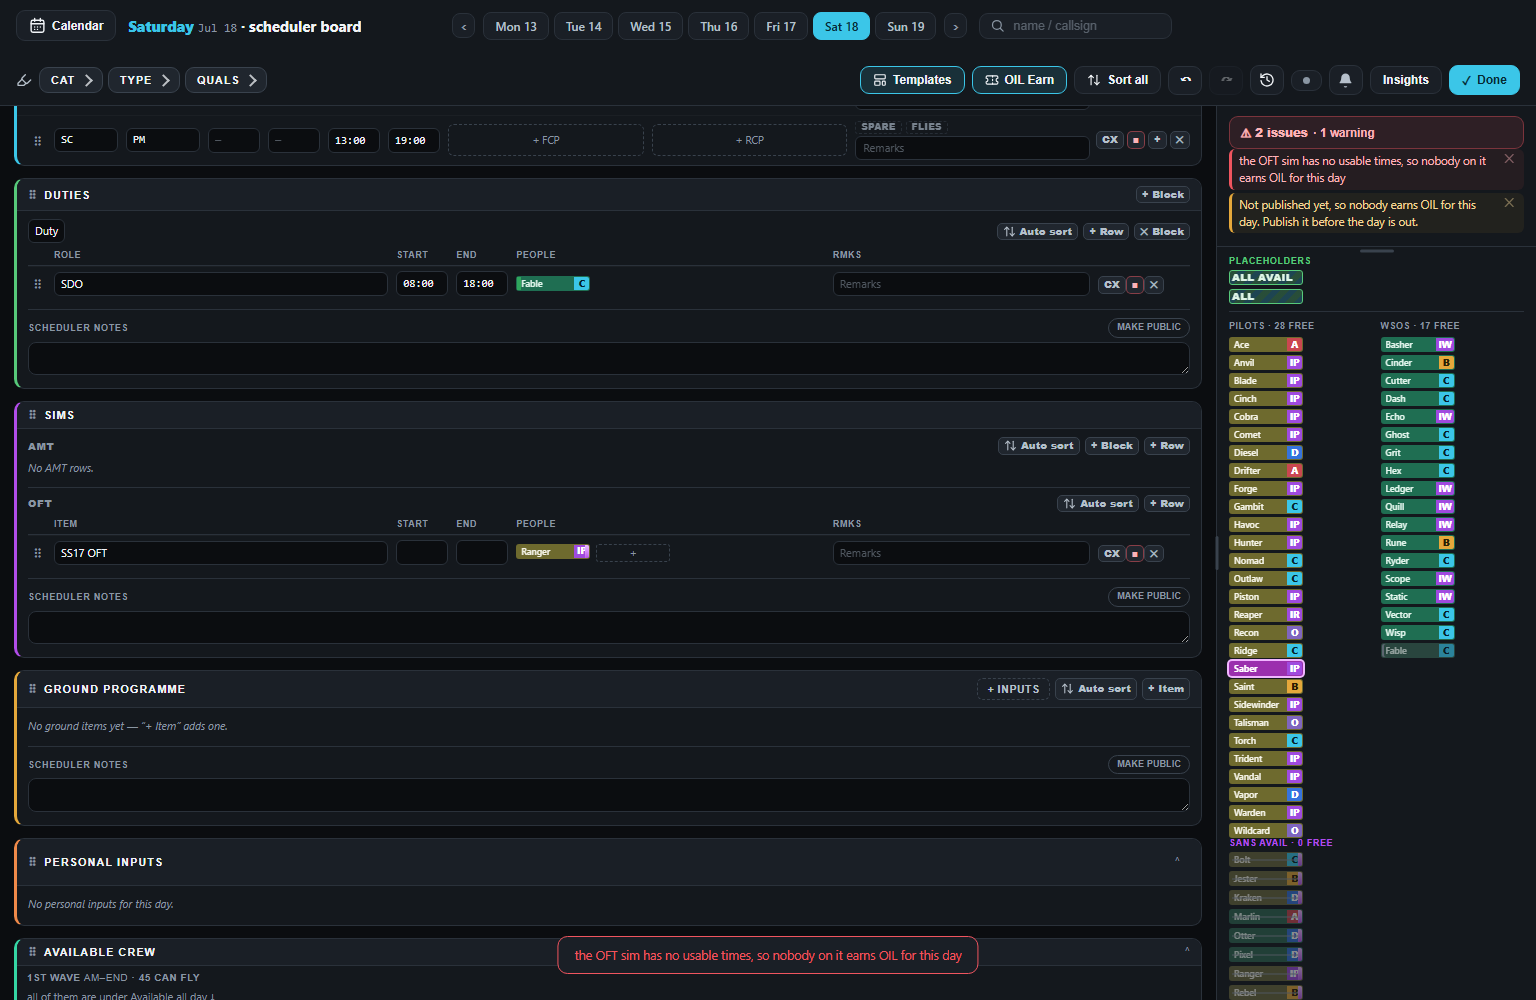 Calendar
Saturday Jul 18 · scheduler board
‹ Mon 13 Tue 14 Wed 15 Thu 16 Fri 17 Sat 18 Sun 19 ›
name / callsign
CAT TYPE QUALS
Templates OIL Earn Sort all Insights ✓ Done
SC PM – – 13:00 19:00 + FCP + RCP SPARE FLIES Remarks CX + ✕
DUTIES + Block
Duty Auto sort + Row ✕ Block
ROLE START END PEOPLE RMKS
SDO 08:00 18:00 Fable C Remarks CX ✕
SCHEDULER NOTES MAKE PUBLIC
SIMS
AMT Auto sort + Block + Row
No AMT rows.
OFT Auto sort + Row
ITEM START END PEOPLE RMKS
SS17 OFT Ranger IP + Remarks CX ✕
SCHEDULER NOTES MAKE PUBLIC
GROUND PROGRAMME + INPUTS Auto sort + Item
No ground items yet — "+ Item" adds one.
SCHEDULER NOTES MAKE PUBLIC
PERSONAL INPUTS
No personal inputs for this day.
AVAILABLE CREW
1ST WAVE AM–END · 45 CAN FLY
all of them are under Available all day ↓
the OFT sim has no usable times, so nobody on it earns OIL for this day
⚠ 2 issues · 1 warning
the OFT sim has no usable times, so nobody on it
earns OIL for this day
Not published yet, so nobody earns OIL for this
day. Publish it before the day is out.
PLACEHOLDERS
ALL AVAIL
ALL
PILOTS · 28 FREE
Ace A
Anvil IP
Blade IP
Cinch IP
Cobra IP
Comet IP
Diesel D
Drifter A
Forge IP
Gambit C
Havoc IP
Hunter IP
Nomad C
Outlaw C
Piston IP
Reaper IR
Recon O
Ridge C
Saber IP
Saint B
Sidewinder IP
Talisman O
Torch C
Trident IP
Vandal IP
Vapor D
Warden IP
Wildcard O
WSOS · 17 FREE
Basher IW
Cinder B
Cutter C
Dash C
Echo IW
Ghost C
Grit C
Hex C
Ledger IW
Quill IW
Relay IW
Rune B
Ryder C
Scope IW
Static IW
Vector C
Wisp C
Fable C
SANS AVAIL · 0 FREE
Bolt C
Jester B
Kraken D
Marlin A
Otter D
Pixel D
Ranger IP
Rebel B